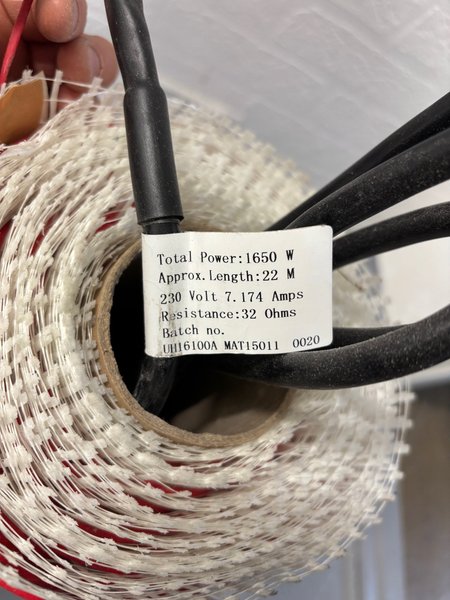 Total Power:1650 W
Approx.Length:22 M
230 Volt 7.174 Amps
Resistance:32 Ohms
Batch no.
UH16100A MAT15011 0020